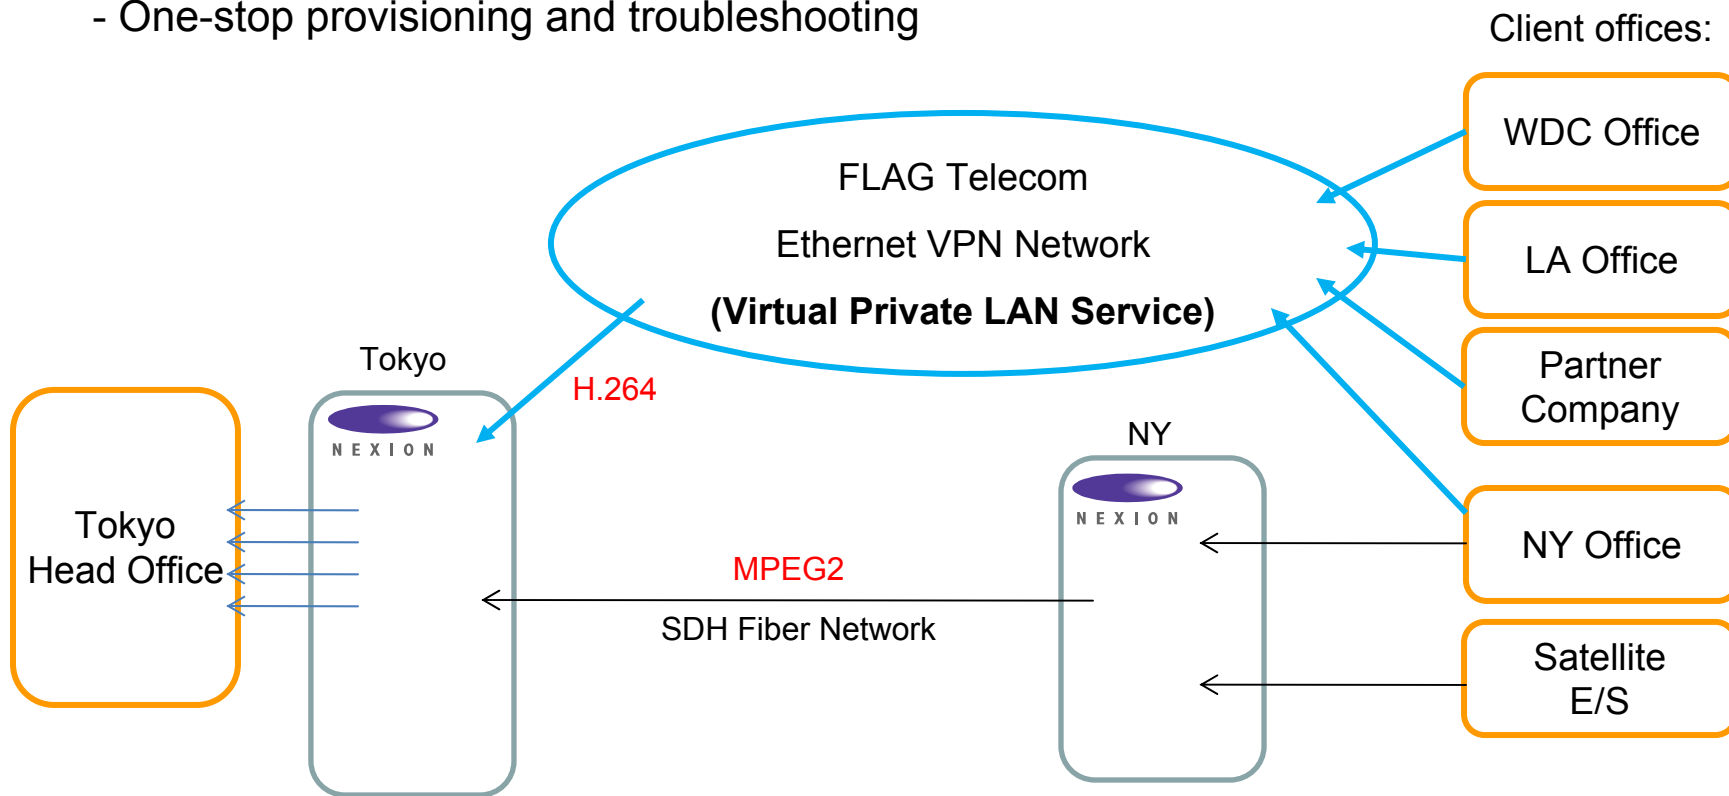 - One-stop provisioning and troubleshooting
Client offices:
WDC Office
FLAG Telecom
Ethernet VPN Network
(Virtual Private LAN Service)
LA Office
Partner
Company
Tokyo
H.264
NEXION
NY
NEXION
Tokyo
Head Office
MPEG2
SDH Fiber Network
NY Office
Satellite
E/S